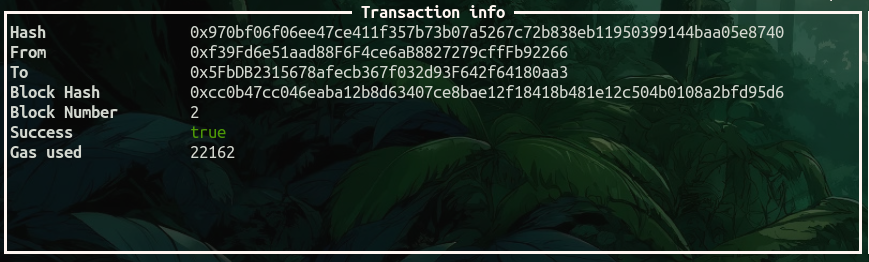 Transaction info
Hash 0x970bf06f06ee47ce411f357b73b07a5267c72b838eb11950399144baa05e8740
From 0xf39Fd6e51aad88F6F4ce6aB8827279cffFb92266
To 0x5FbDB2315678afecb367f032d93F642f64180aa3
Block Hash 0xcc0b47cc046eaba12b8d63407ce8bae12f18418b481e12c504b0108a2bfd95d6
Block Number 2
Success true
Gas used 22162